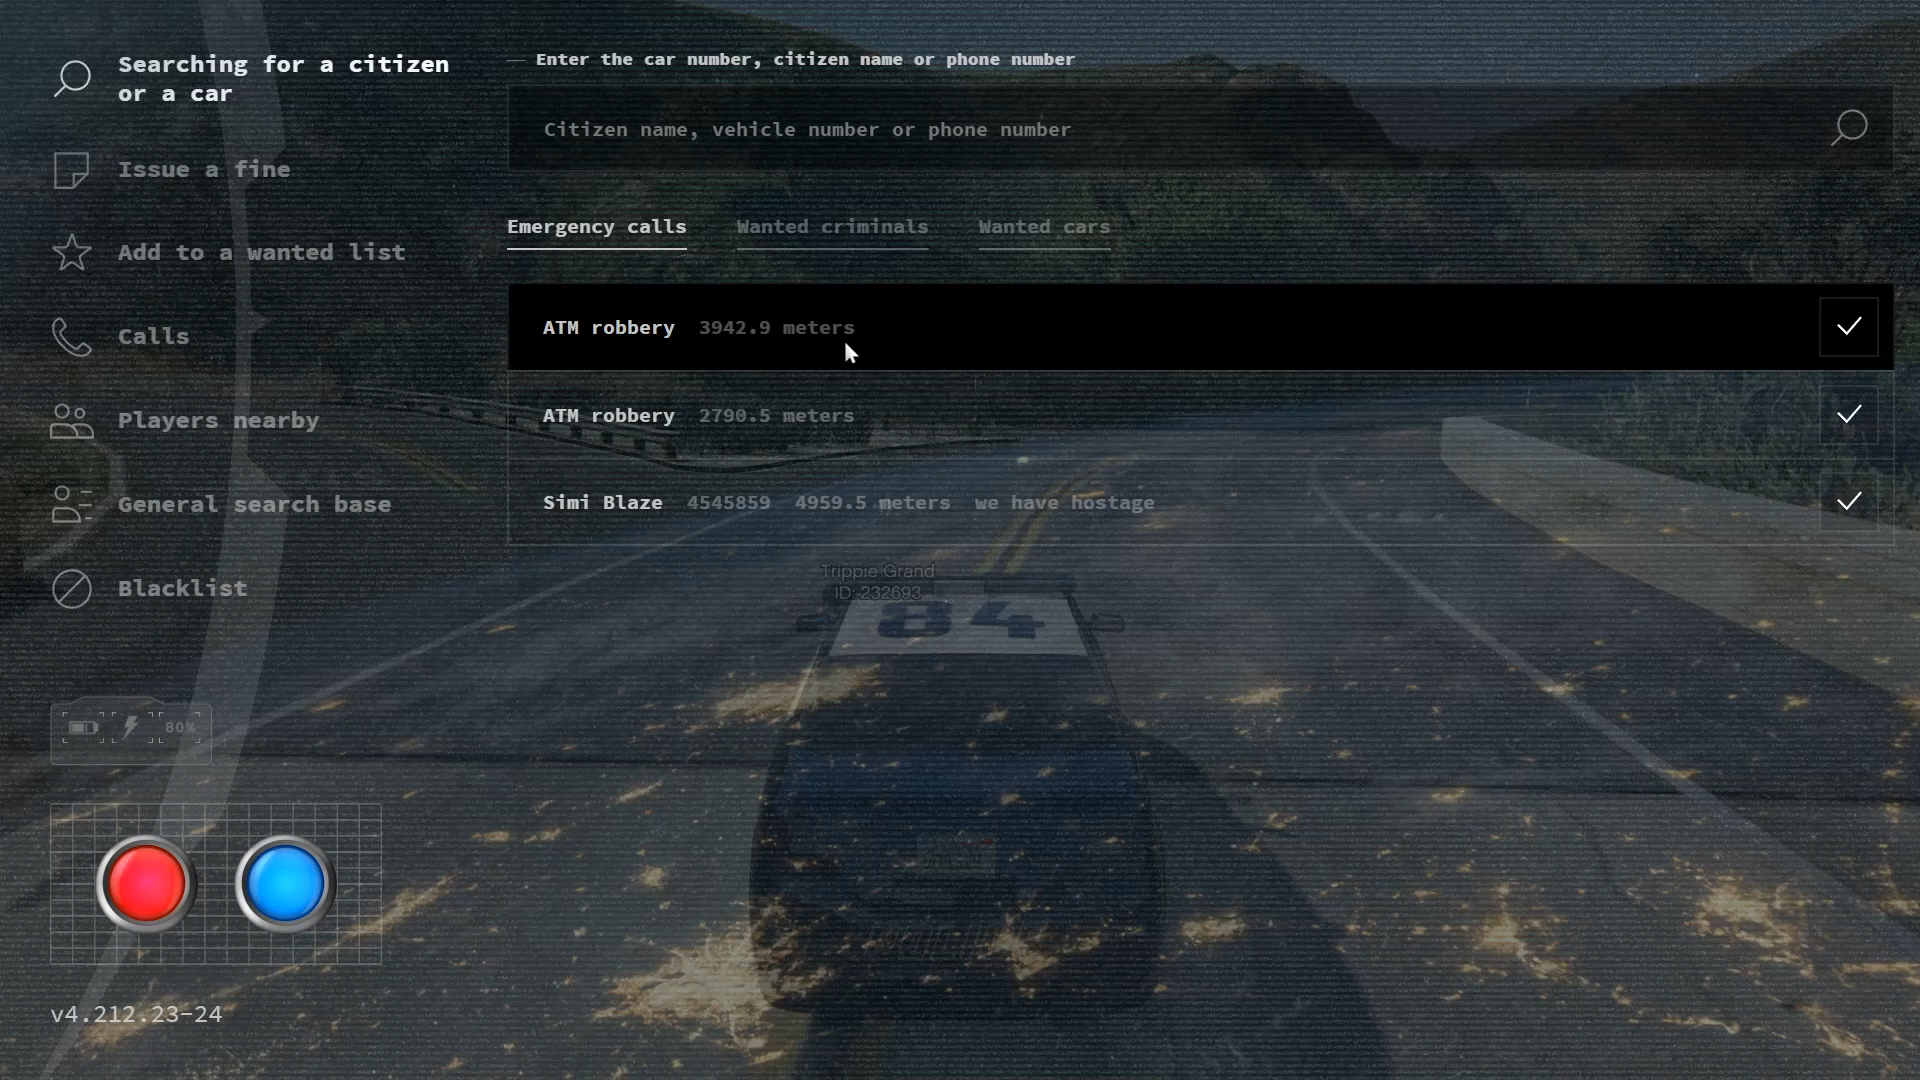 Searching for a citizen
or a car
Issue a fine
Add to a wanted list
Calls
Players nearby
General search base
Blacklist
80%
v4.212.23-24
Enter the car number, citizen name or phone number
Citizen name, vehicle number or phone number
Emergency calls Wanted criminals Wanted cars
ATM robbery 3942.9 meters
ATM robbery 2790.5 meters
Simi Blaze 4545859 4959.5 meters we have hostage
Trippie Grand
ID: 232693
84